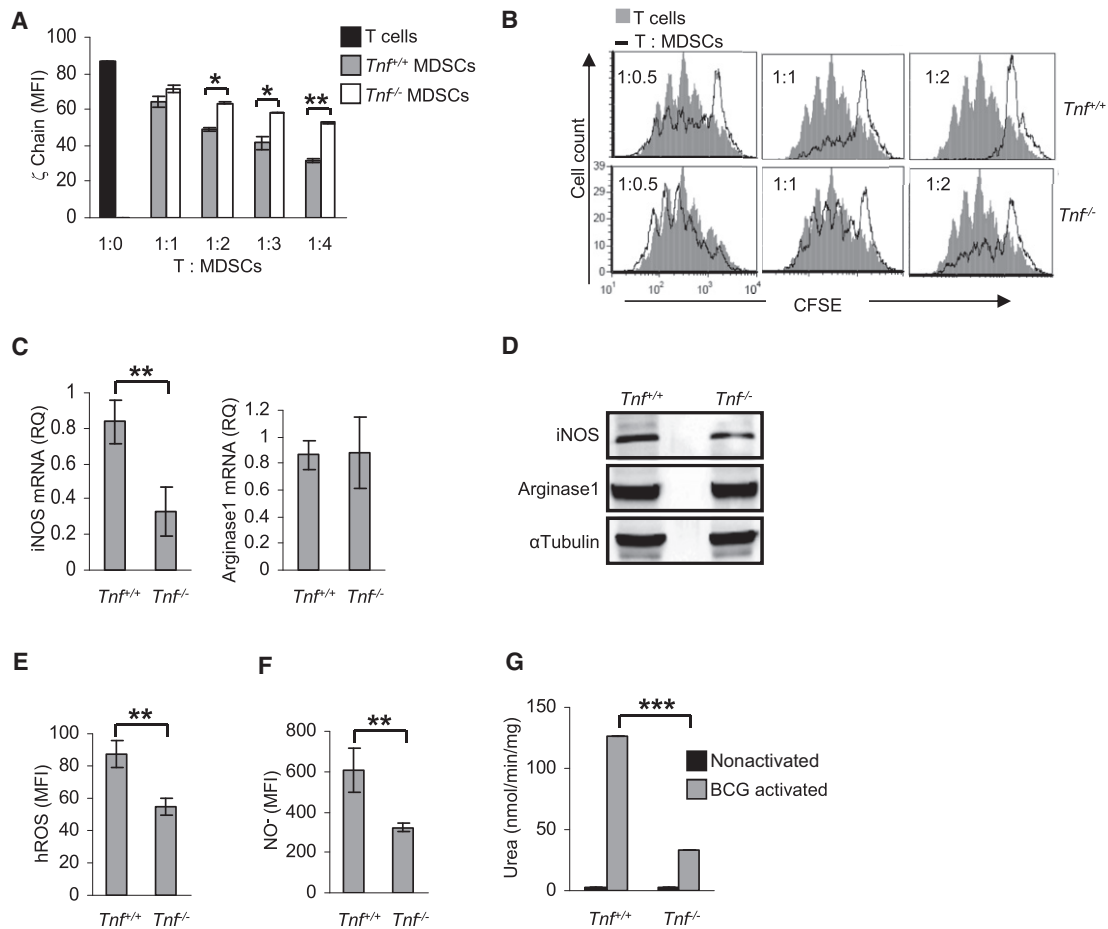 A
ζ Chain (MFI)
100
80
60
40
20
0
* * **
1:0 1:1 1:2 1:3 1:4
T : MDSCs
T cells
Tnf+/+ MDSCs
Tnf-/- MDSCs
B
T cells
T : MDSCs
1:0.5 1:1 1:2 Tnf+/+
1:0.5 1:1 1:2 Tnf-/-
Cell count
39
29
20
10
0
10¹ 10² 10³ 10⁴
CFSE
C
iNOS mRNA (RQ)
1
0.8
0.6
0.4
0.2
0
**
Tnf+/+ Tnf-/-
Arginase1 mRNA (RQ)
1.2
1
0.8
0.6
0.4
0.2
0
Tnf+/+ Tnf-/-
D
Tnf+/+ Tnf-/-
iNOS
Arginase1
αTubulin
E
hROS (MFI)
100
80
60
40
20
0
**
Tnf+/+ Tnf-/-
F
NO- (MFI)
800
600
400
200
0
**
Tnf+/+ Tnf-/-
G
Urea (nmol/min/mg)
150
100
50
0
***
Nonactivated
BCG activated
Tnf+/+ Tnf-/-